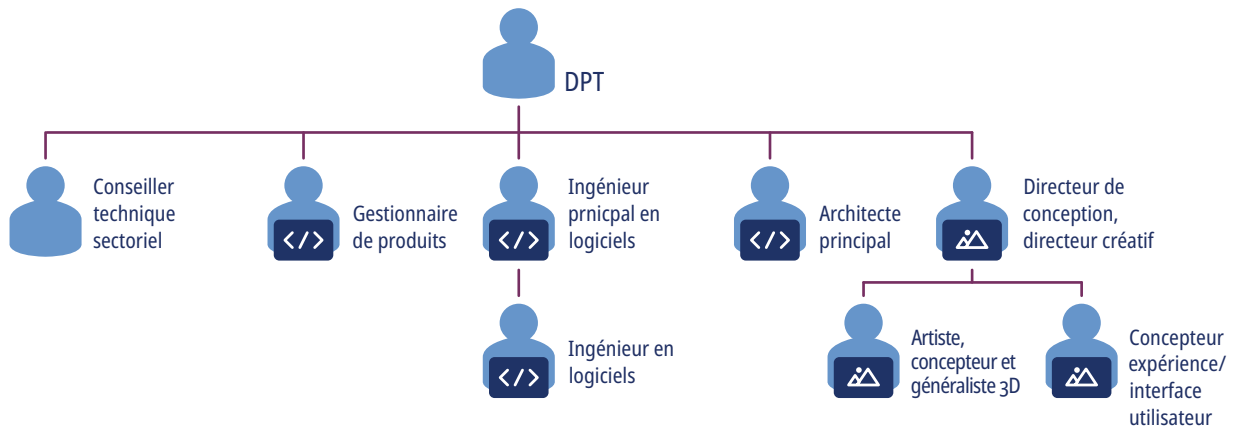 DPT
Conseiller
technique
sectoriel
Gestionnaire
de produits
Ingénieur
prnicpal en
logiciels
Architecte
principal
Directeur de
conception,
directeur créatif
Ingénieur en
logiciels
Artiste,
concepteur et
généraliste 3D
Concepteur
expérience/
interface
utilisateur